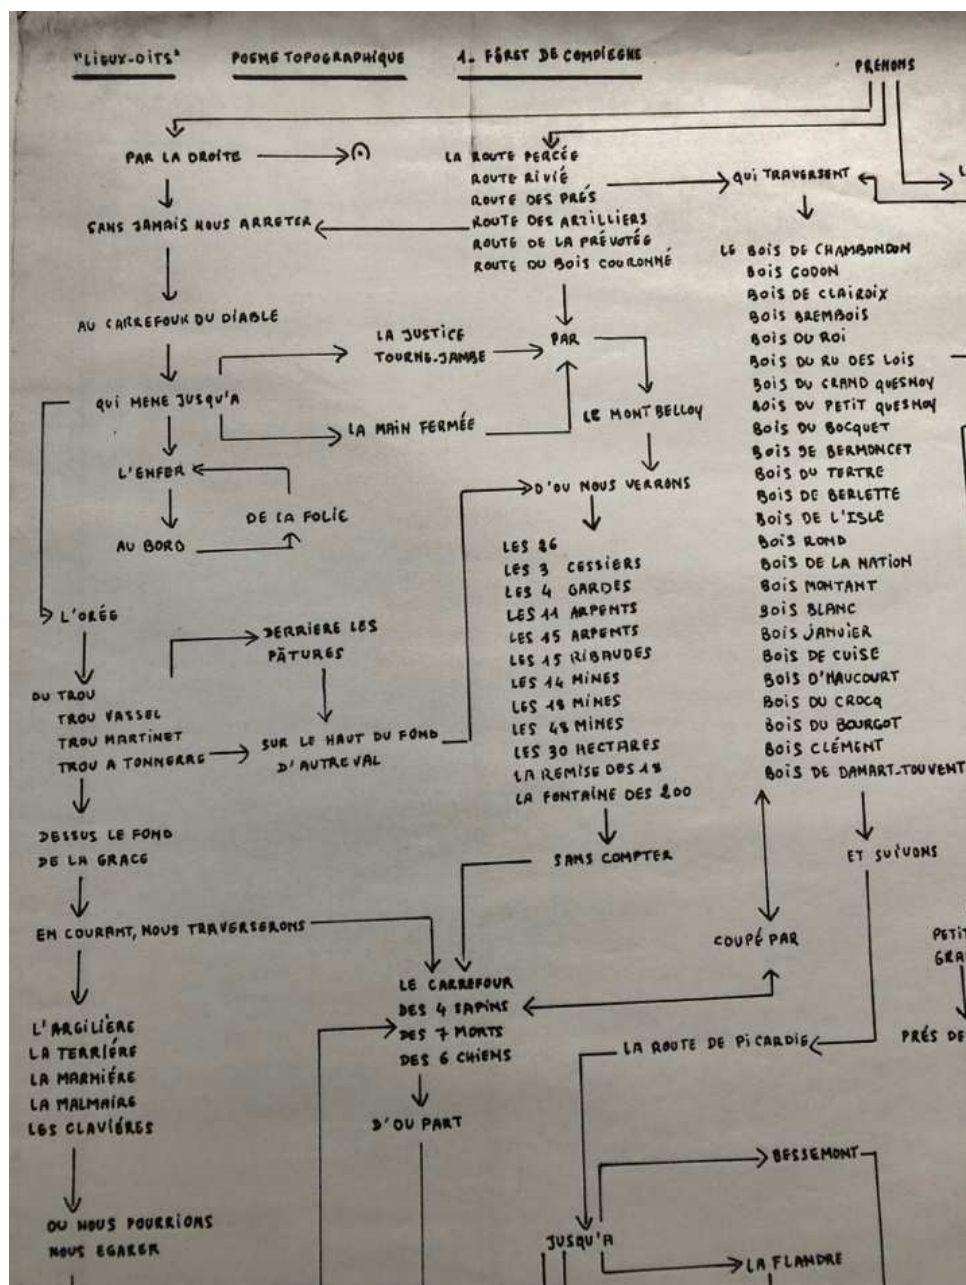 "LIEUX-DITS" POEME TOPOGRAPHIQUE 1- FÔRET DE COMPIEGNE
PRENONS
PAR LA DROITE
SANS JAMAIS NOUS ARRETER
AU CARREFOUR DU DIABLE
QUI MENE JUSQU'A
L'ENFER
AU BORD
DE LA FOLIE
LA JUSTICE
TOURNE-JAMBE
LA MAIN FERMÉE
LA ROUTE PERCÉE
ROUTE RIVIÉ
ROUTE DES PRÉS
ROUTE DES ARZILLIERS
ROUTE DE LA PRÉVOTÉE
ROUTE DU BOIS COURONNÉ
PAR
LE MONT BELLOY
D'OU NOUS VERRONS
LES 26
LES 3 CESSIERS
LES 4 GARDES
LES 11 ARPENTS
LES 15 ARPENTS
LES 15 RIBAUDES
LES 14 MINES
LES 18 MINES
LES 48 MINES
LES 30 HECTARES
LA REMISE DES 18
LA FONTAINE DES 200
SANS COMPTER
QUI TRAVERSENT
LE BOIS DE CHAMBONDON
BOIS GODON
BOIS DE CLAIROIX
BOIS BREMBOIS
BOIS DU ROI
BOIS DU RU DES LOIS
BOIS DU GRAND QUESNOY
BOIS DU PETIT QUESNOY
BOIS DU BOCQUET
BOIS DE BERMONCET
BOIS DU TERTRE
BOIS DE BERLETTE
BOIS DE L'ISLE
BOIS ROND
BOIS DE LA NATION
BOIS MONTANT
BOIS BLANC
BOIS JANVIER
BOIS DE CUISE
BOIS D'HAUCOURT
BOIS DU CROCQ
BOIS DU BOURGOT
BOIS CLÉMENT
BOIS DE DAMART-TOUVENT
ET SUIVONS
COUPÉ PAR
L'ORÉE
DU TROU
TROU VASSEL
TROU MARTINET
TROU A TONNERRE
DERRIERE LES
PÂTURES
SUR LE HAUT DU FOND
D'AUTREVAL
DESSUS LE FOND
DE LA GRACE
EN COURANT, NOUS TRAVERSERONS
L'ARGILIÈRE
LA TERRIÉRE
LA MARNIÉRE
LA MALMAIRE
LES CLAVIÉRES
OU NOUS POURRIONS
NOUS EGARER
LE CARREFOUR
DES 4 SAPINS
DES 7 MORTS
DES 6 CHIENS
D'OU PART
LA ROUTE DE PICARDIE
JUSQU'A
BESSEMONT
LA FLANDRE
PETIT
PRÉS DE